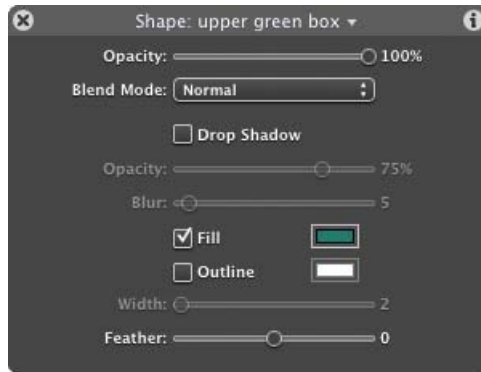 Shape: upper green box
Opacity: 100%
Blend Mode: Normal
Drop Shadow
Opacity: 75%
Blur: 5
Fill
Outline
Width: 2
Feather: 0